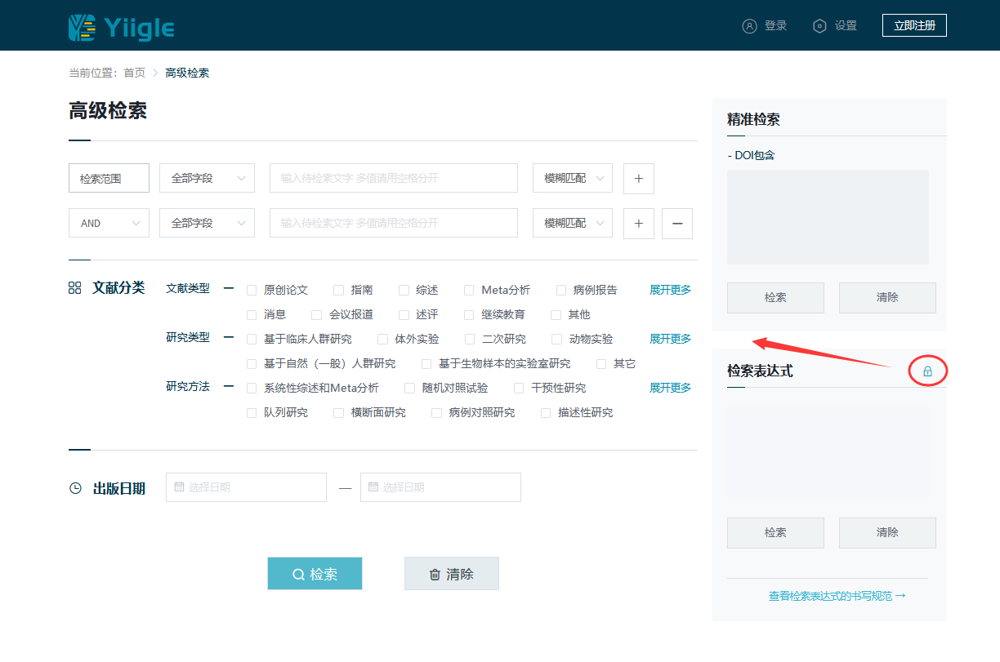 Yiigle
登录 设置 立即注册
当前位置：首页 > 高级检索
高级检索
检索范围 全部字段 输入待检索文字 多值请用空格分开 模糊匹配 +
AND 全部字段 输入待检索文字 多值请用空格分开 模糊匹配 + −
文献分类 文献类型 原创论文 指南 综述 Meta分析 病例报告 展开更多
消息 会议报道 述评 继续教育 其他
研究类型 基于临床人群研究 体外实验 二次研究 动物实验 展开更多
基于自然（一般）人群研究 基于生物样本的实验室研究 其它
研究方法 系统性综述和Meta分析 随机对照试验 干预性研究 展开更多
队列研究 横断面研究 病例对照研究 描述性研究
出版日期 选择日期 — 选择日期
检索 清除
精准检索
- DOI包含
检索 清除
检索表达式
检索 清除
查看检索表达式的书写规范 →